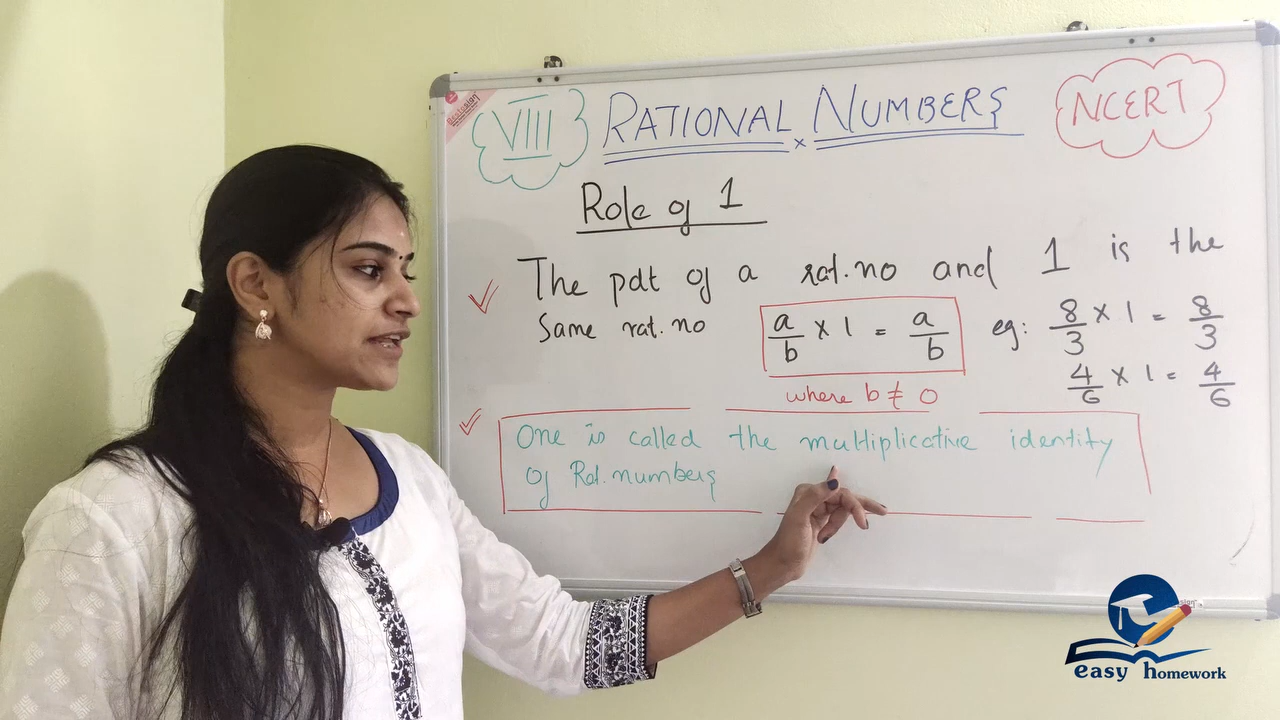 VIII RATIONAL NUMBERS NCERT
Role of 1
The pdt of a rat.no and 1 is the
Same rat.no a/b × 1 = a/b eg: 8/3 × 1 = 8/3
where b ≠ 0 4/6 × 1 = 4/6
One is called the multiplicative identity
of Rat. numbers
easy homework